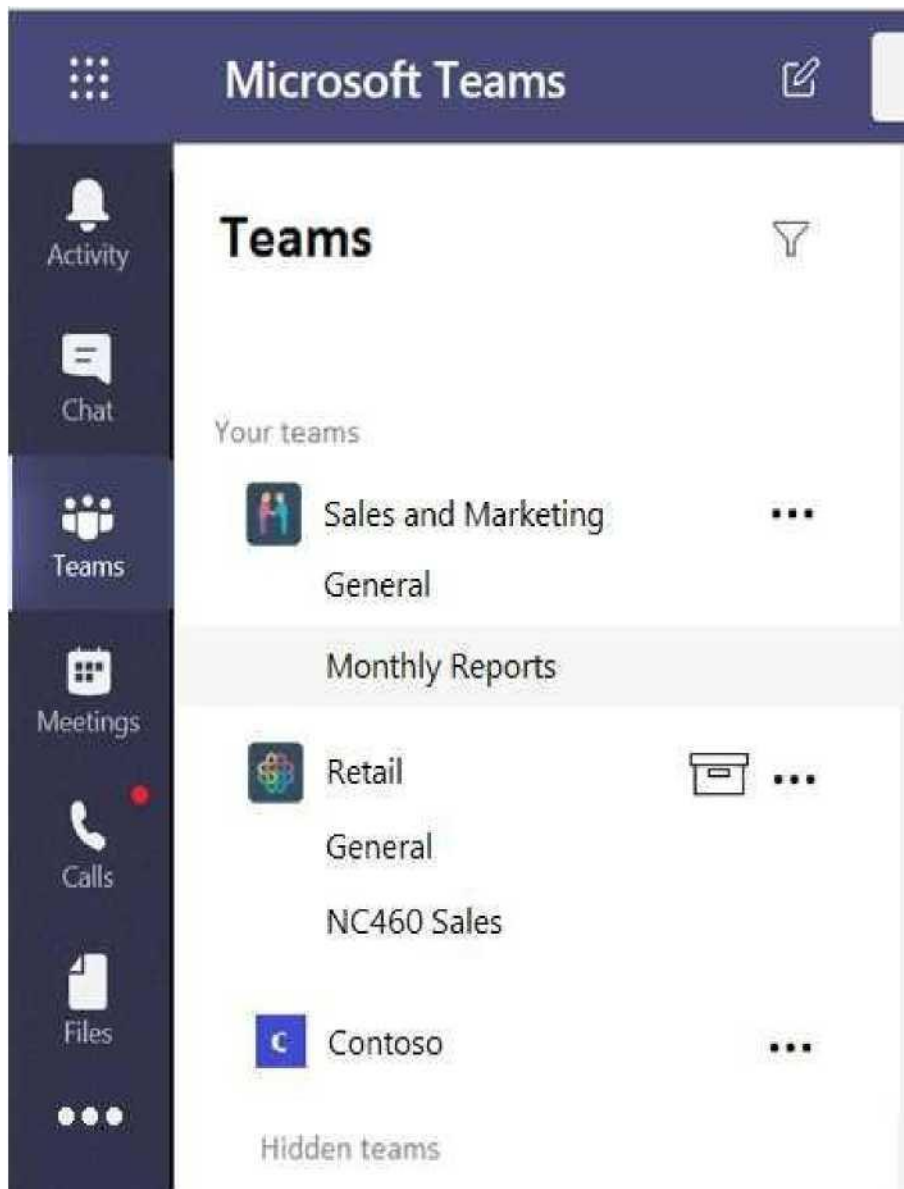 Microsoft Teams
Activity
Teams
Chat
Your teams
Sales and Marketing
General
Teams
Monthly Reports
Meetings
Retail
General
Calls
NC460 Sales
Files
C Contoso
Hidden teams